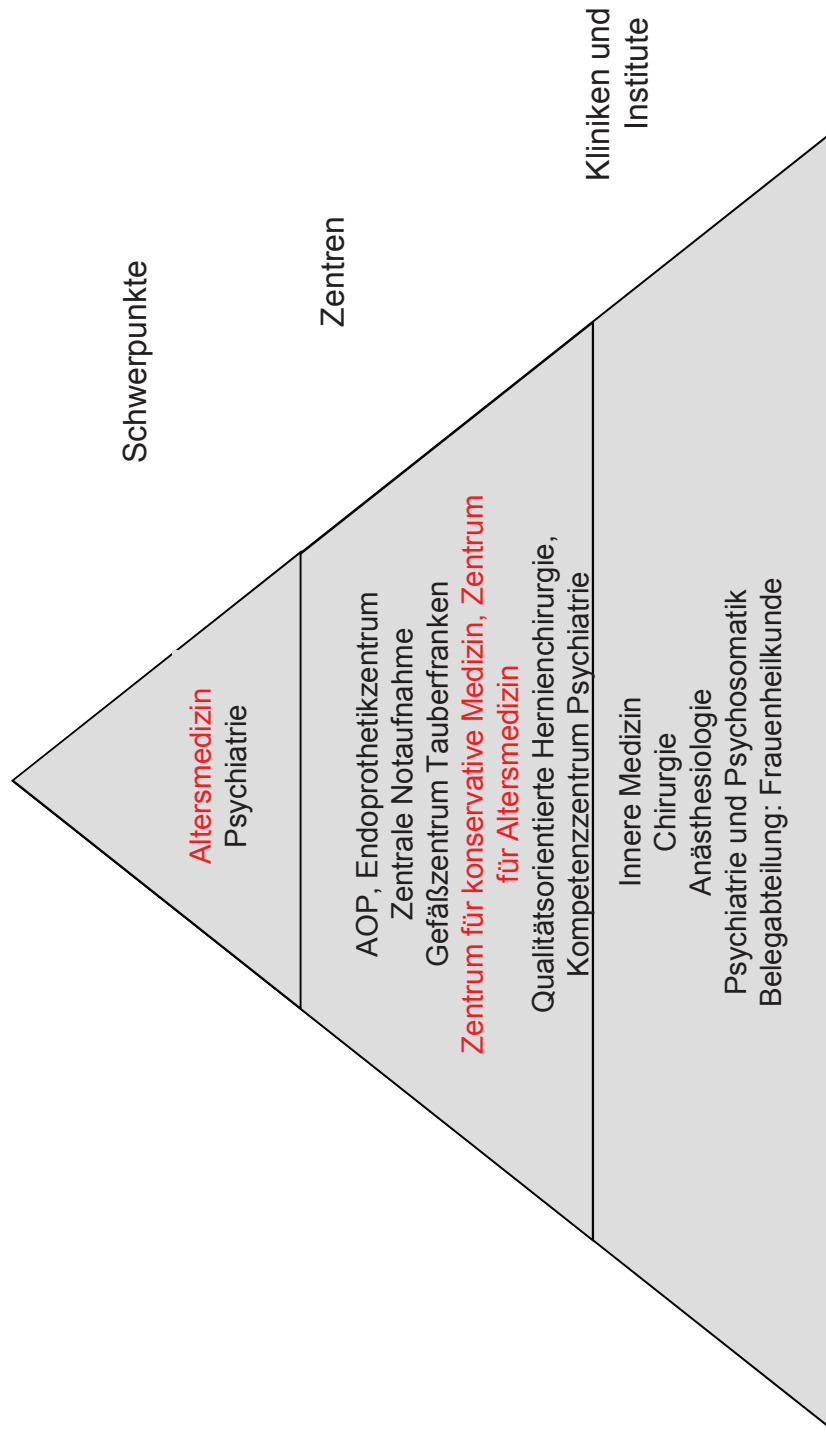 Schwerpunkte
Altersmedizin
Psychiatrie
Zentren
AOP, Endoprothetikzentrum
Zentrale Notaufnahme
Gefäßzentrum Tauberfranken
Zentrum für konservative Medizin, Zentrum
für Altersmedizin
Qualitätsorientierte Hernienchirurgie,
Kompetenzzentrum Psychiatrie
Kliniken und
Institute
Innere Medizin
Chirurgie
Anästhesiologie
Psychiatrie und Psychosomatik
Belegabteilung: Frauenheilkunde